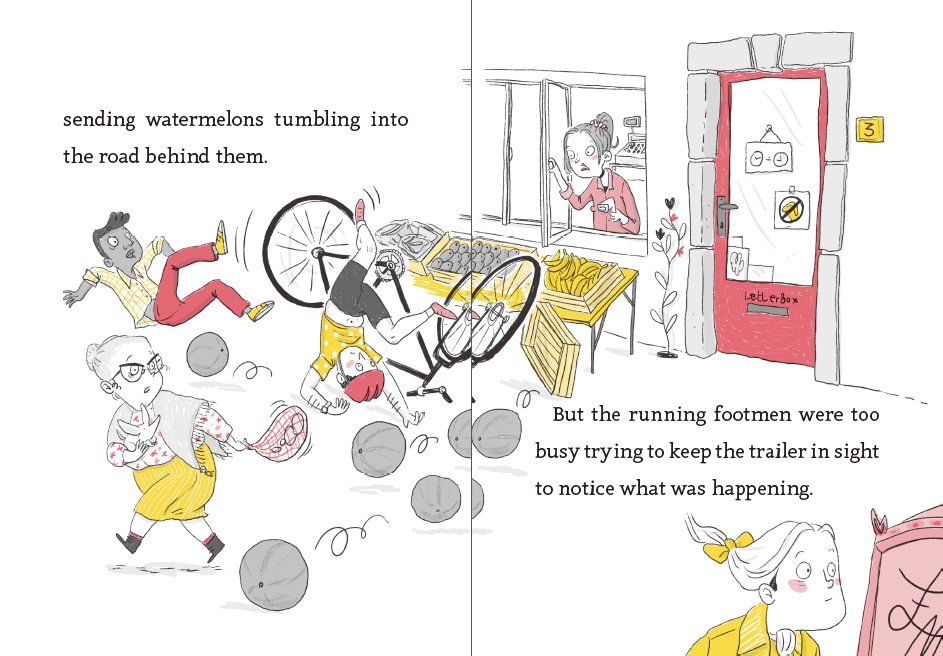 sending watermelons tumbling into
the road behind them.
3
LetterBox
But the running footmen were too
busy trying to keep the trailer in sight
to notice what was happening.